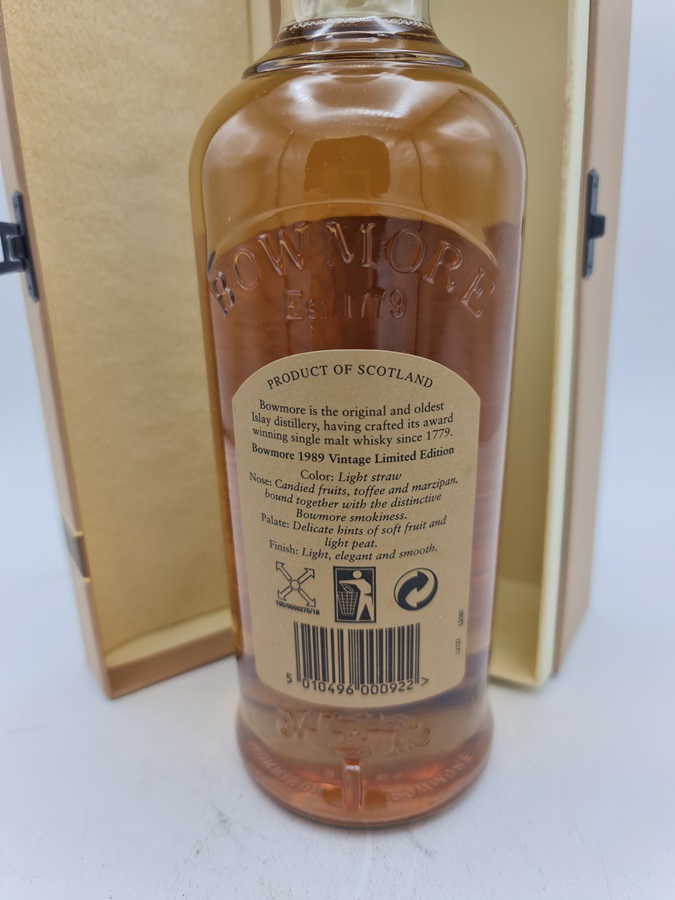 BOWMORE
Est. 1779
PRODUCT OF SCOTLAND
Bowmore is the original and oldest
Islay distillery, having crafted its award
winning single malt whisky since 1779.
Bowmore 1989 Vintage Limited Edition
Color: Light straw
Nose: Candied fruits, toffee and marzipan,
bound together with the distinctive
Bowmore smokiness.
Palate: Delicate hints of soft fruit and
light peat.
Finish: Light, elegant and smooth.
5 010496 000922 >